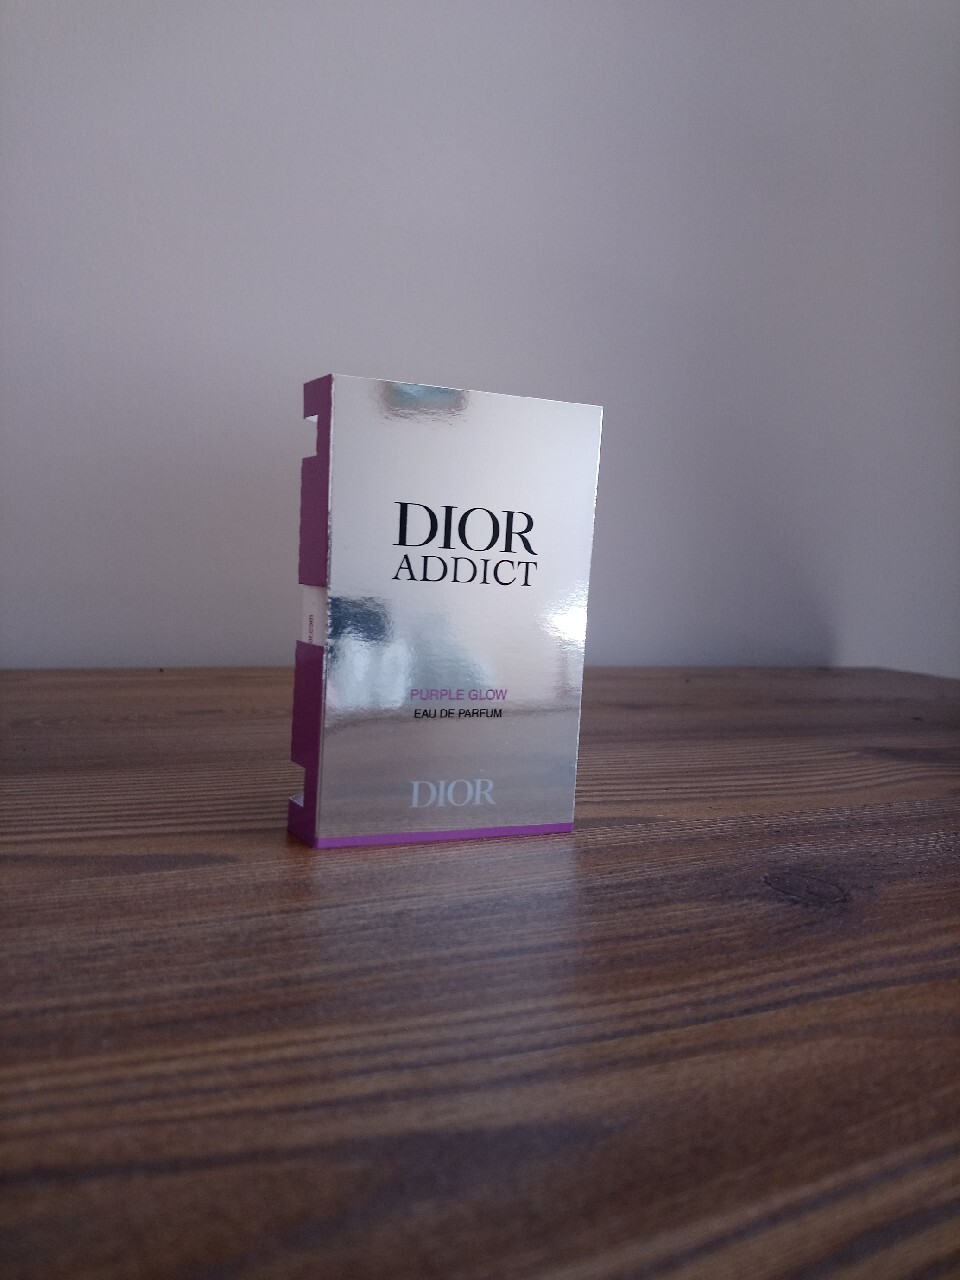 DIOR
ADDICT
PURPLE GLOW
EAU DE PARFUM
DIOR